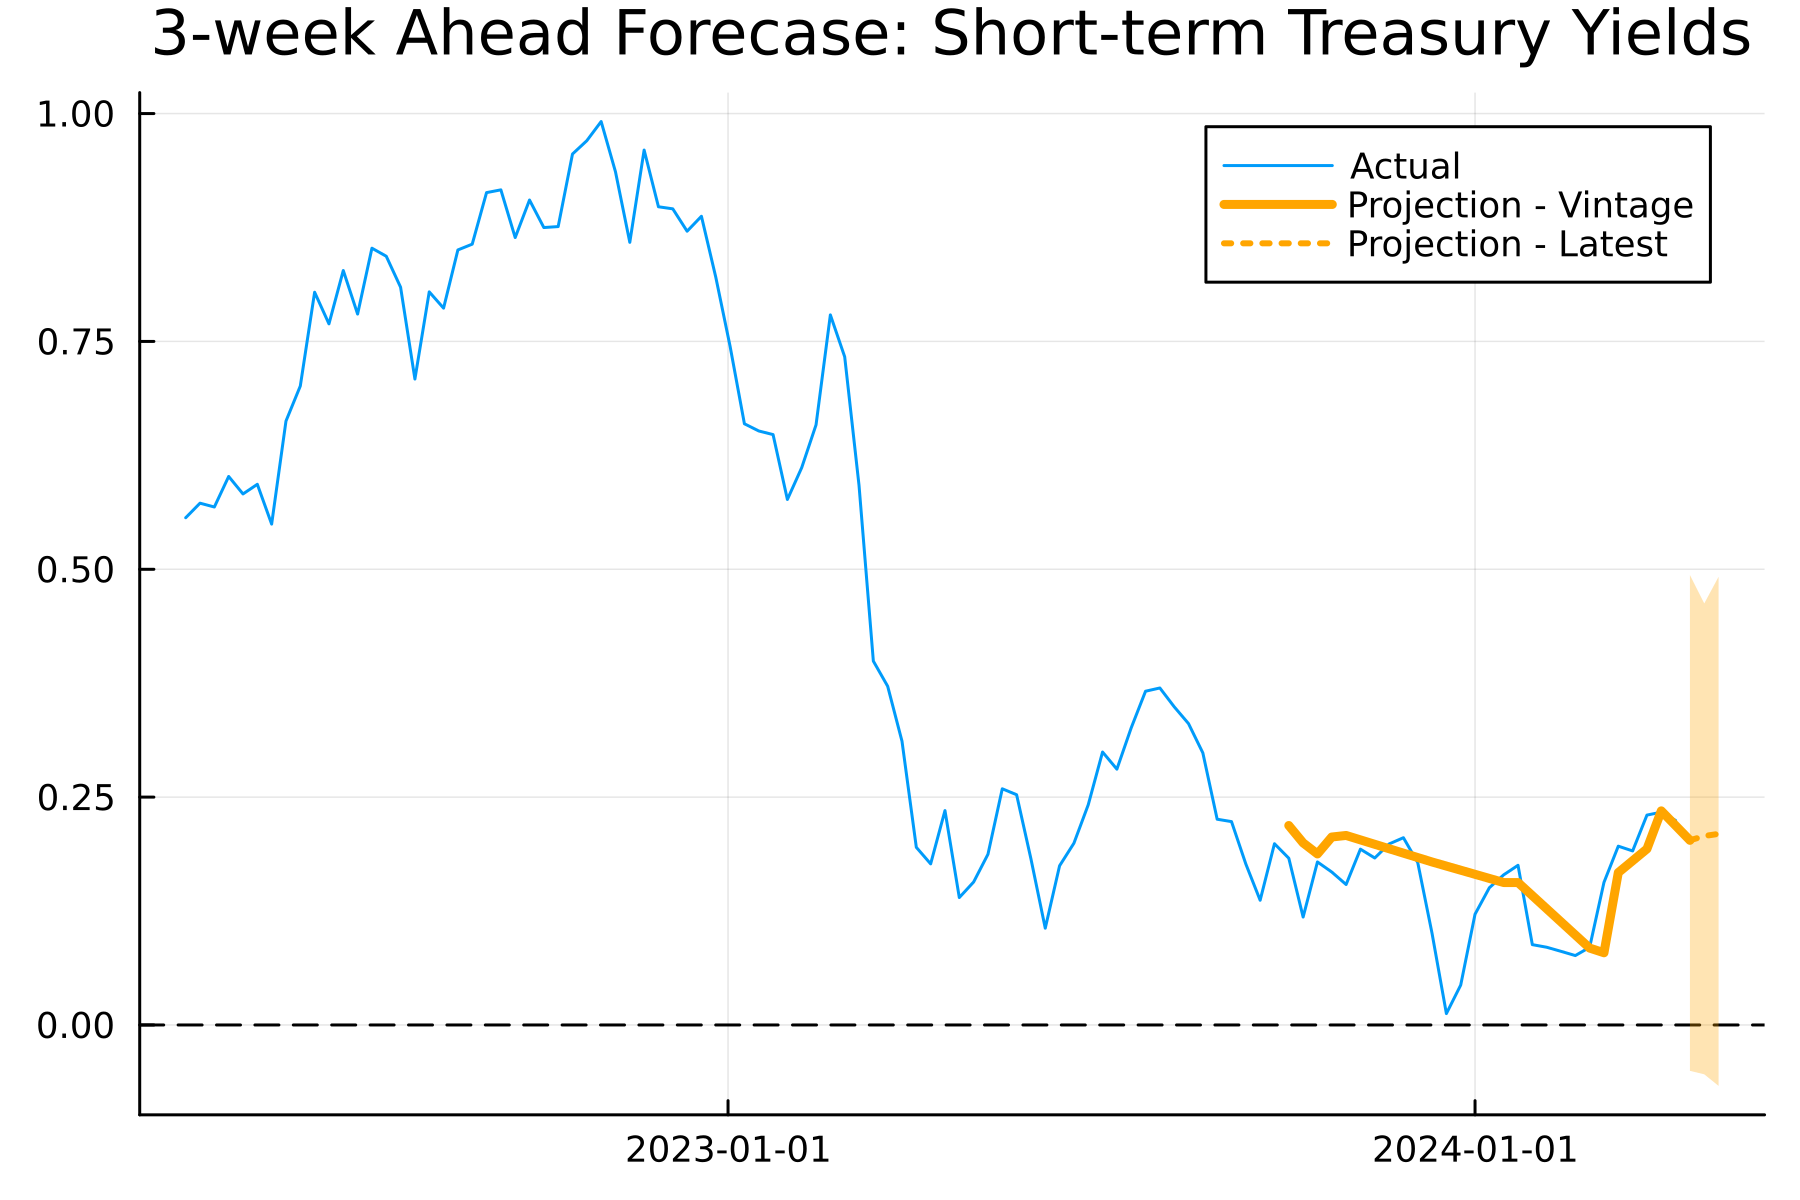 3-week Ahead Forecase: Short-term Treasury Yields
1.00
0.75
0.50
0.25
0.00
Actual
Projection - Vintage
Projection - Latest
2023-01-01
2024-01-01